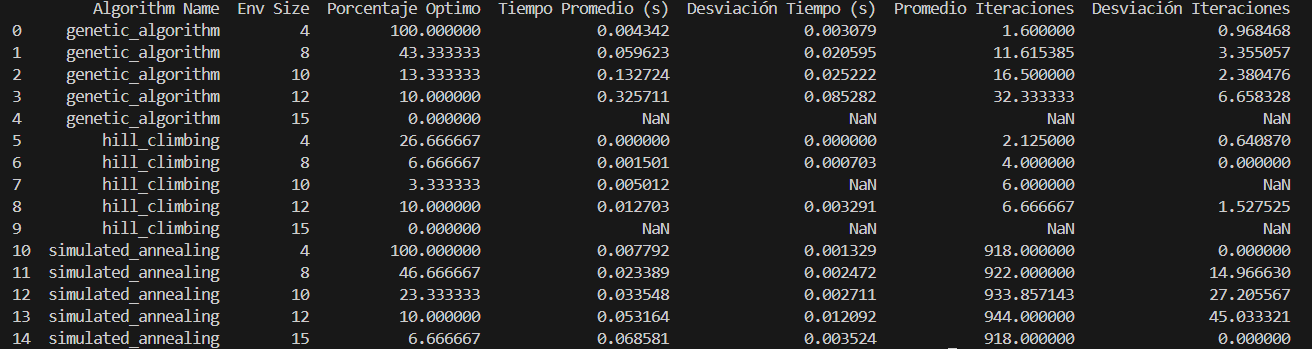 Algorithm Name Env Size Porcentaje Optimo Tiempo Promedio (s) Desviación Tiempo (s) Promedio Iteraciones Desviación Iteraciones
0 genetic_algorithm 4 100.000000 0.004342 0.003079 1.600000 0.968468
1 genetic_algorithm 8 43.333333 0.059623 0.020595 11.615385 3.355057
2 genetic_algorithm 10 13.333333 0.132724 0.025222 16.500000 2.380476
3 genetic_algorithm 12 10.000000 0.325711 0.085282 32.333333 6.658328
4 genetic_algorithm 15 0.000000 NaN NaN NaN NaN
5 hill_climbing 4 26.666667 0.000000 0.000000 2.125000 0.640870
6 hill_climbing 8 6.666667 0.001501 0.000703 4.000000 0.000000
7 hill_climbing 10 3.333333 0.005012 NaN 6.000000 NaN
8 hill_climbing 12 10.000000 0.012703 0.003291 6.666667 1.527525
9 hill_climbing 15 0.000000 NaN NaN NaN NaN
10 simulated_annealing 4 100.000000 0.007792 0.001329 918.000000 0.000000
11 simulated_annealing 8 46.666667 0.023389 0.002472 922.000000 14.966630
12 simulated_annealing 10 23.333333 0.033548 0.002711 933.857143 27.205567
13 simulated_annealing 12 10.000000 0.053164 0.012092 944.000000 45.033321
14 simulated_annealing 15 6.666667 0.068581 0.003524 918.000000 0.000000